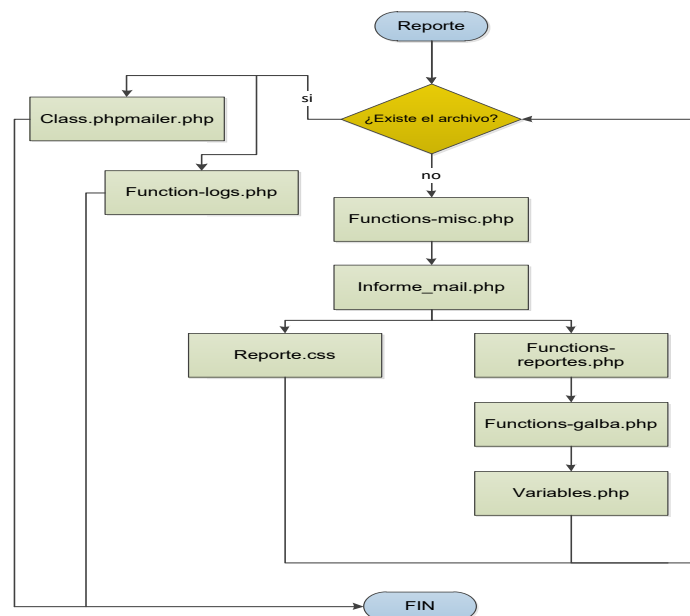 Reporte
si
¿Existe el archivo?
Class.phpmailer.php
no
Function-logs.php
Functions-misc.php
Informe_mail.php
Reporte.css
Functions-
reportes.php
Functions-galba.php
Variables.php
FIN